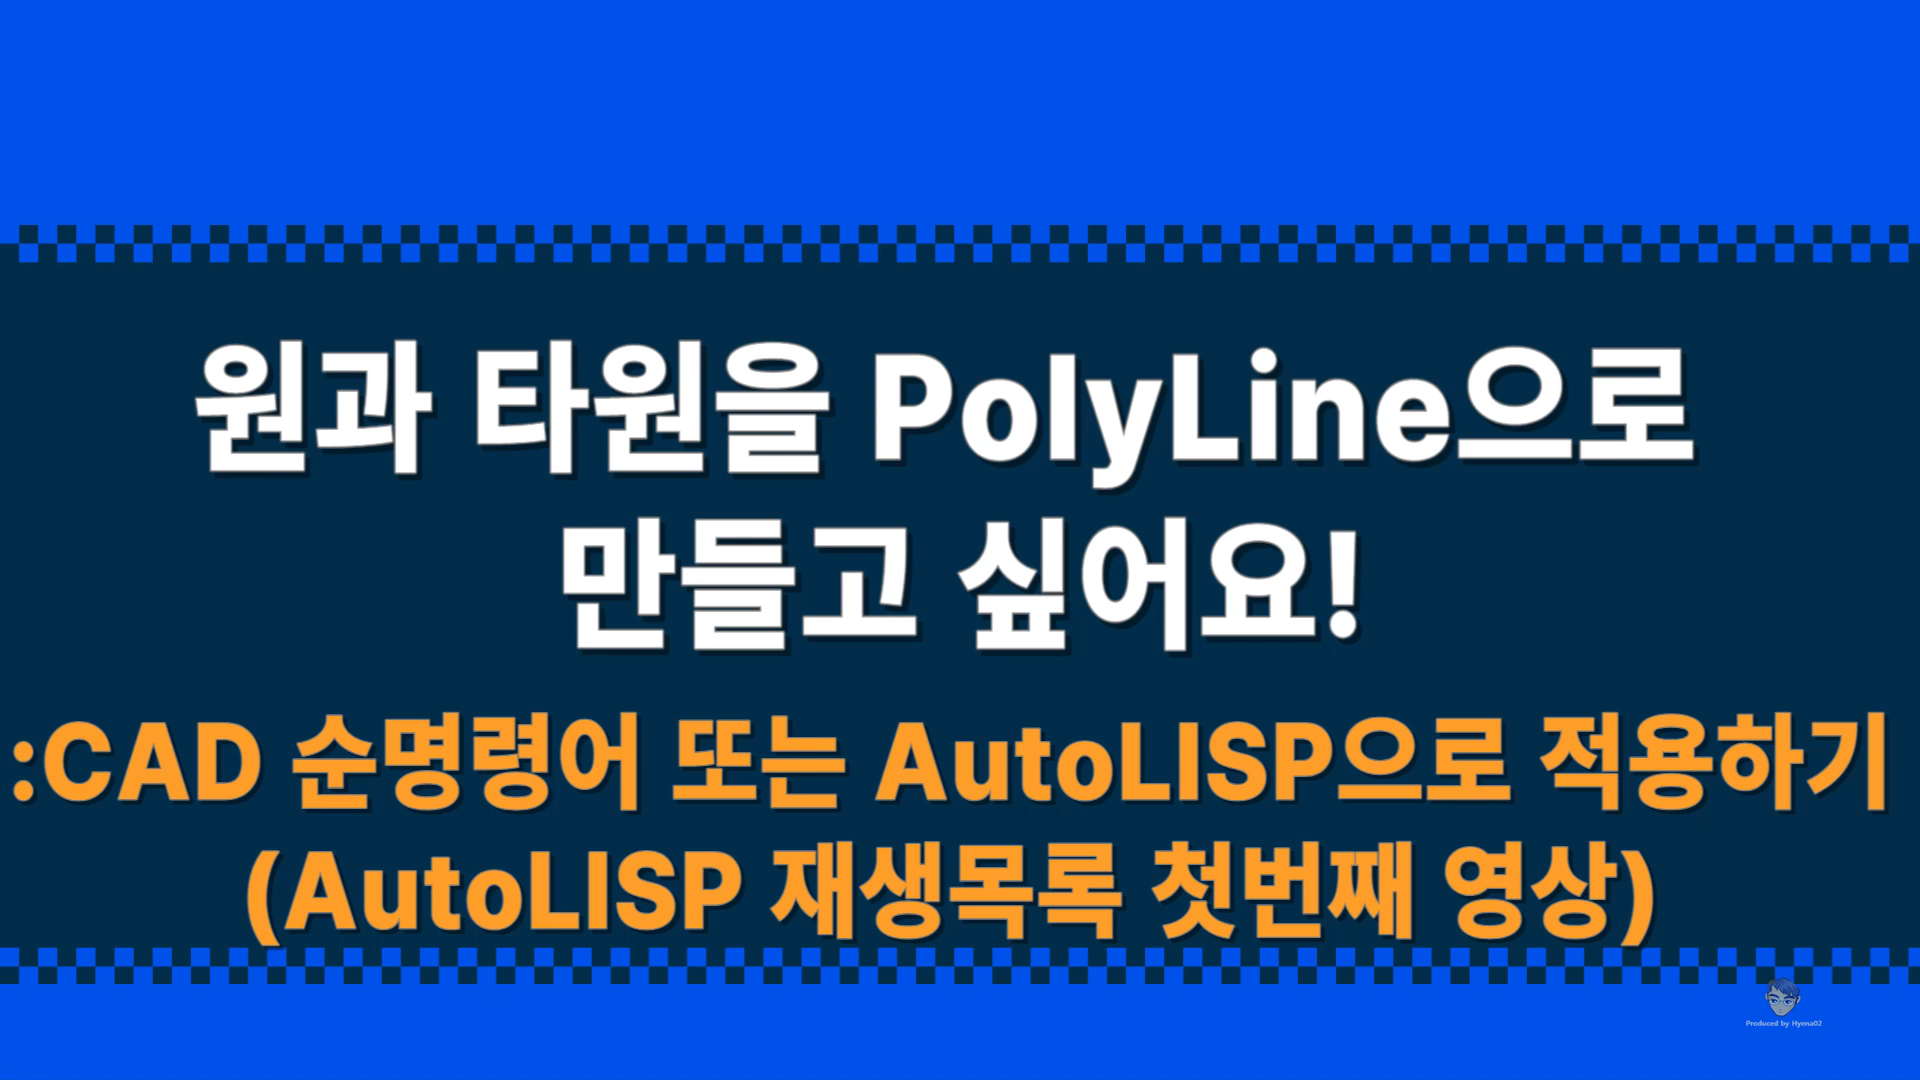 원과 타원을 PolyLine으로
만들고 싶어요!
:CAD 순명령어 또는 AutoLISP으로 적용하기
(AutoLISP 재생목록 첫번째 영상)
Produced by Hyena02